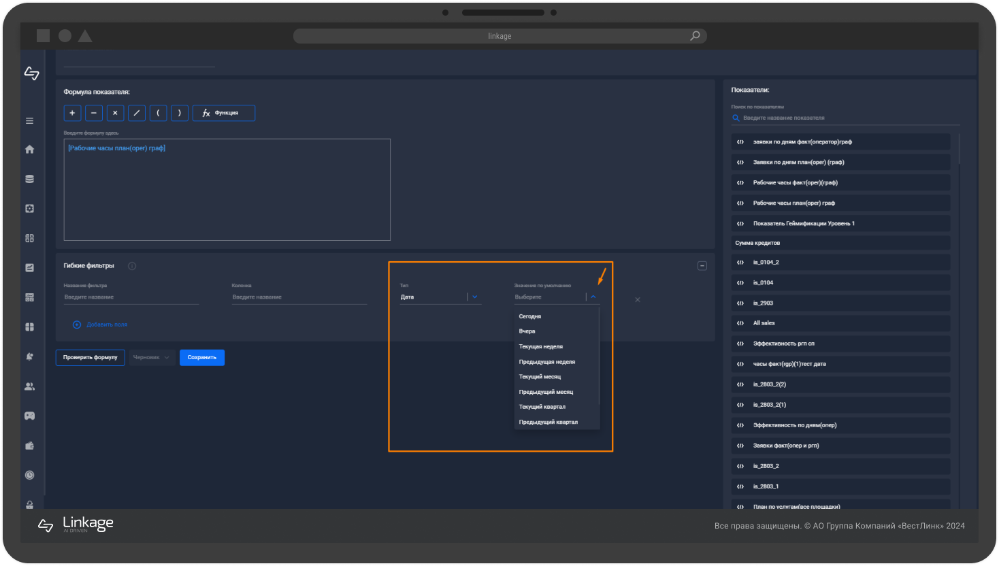 linkage
Формула показателя:
+ − × / ( ) fx Функция
Введите формулу здесь
[Рабочие часы план(oper) граф]
Гибкие фильтры
Название фильтра
Введите название
Колонка
Введите название
Тип
Дата
Значение по умолчанию
Выберите
Сегодня
Вчера
Текущая неделя
Предыдущая неделя
Текущий месяц
Предыдущий месяц
Текущий квартал
Предыдущий квартал
Добавить поля
Проверить формулу
Черновик
Сохранить
Показатели:
Поиск по показателям
Введите название показателя
заявки по дням факт(оператор)граф
Заявки по дням план(oper) (граф)
Рабочие часы факт(oper)(граф)
Рабочие часы план(oper) граф
Показатель Геймификации Уровень 1
Сумма кредитов
is_0104_2
is_0104
is_2903
All sales
Эффективность ргп сп
часы факт(rgp)(1)тест дата
is_2803_2(2)
is_2803_2(1)
Эффективность по дням(опер)
Заявки факт(опер и ргп)
is_2803_2
is_2803_1
План по услугам(все площадки)
Linkage
AI DRIVEN
Все права защищены. © АО Группа Компаний «ВестЛинк» 2024